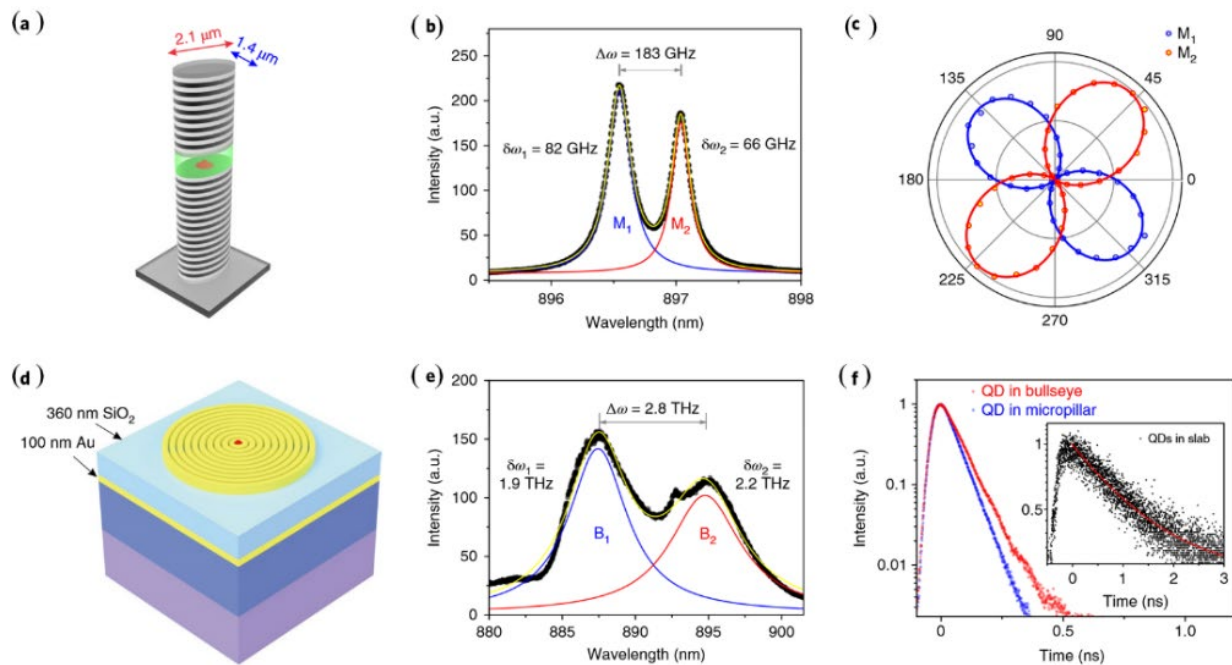 (a)
2.1 μm
1.4 μm
(b)
250
200
150
100
50
0
Intensity (a.u.)
Δω = 183 GHz
δω1 = 82 GHz
δω2 = 66 GHz
M1
M2
896
897
898
Wavelength (nm)
(c)
M1
M2
90
135
45
180
0
225
315
270
(d)
360 nm SiO2
100 nm Au
(e)
200
150
100
50
0
Intensity (a.u.)
Δω = 2.8 THz
δω1 =
1.9 THz
δω2 =
2.2 THz
B1
B2
880
885
890
895
900
Wavelength (nm)
(f)
QD in bullseye
QD in micropillar
1
0.1
0.01
Intensity (a.u.)
QDs in slab
1
0.5
0
1
2
3
Time (ns)
0
0.5
1.0
Time (ns)